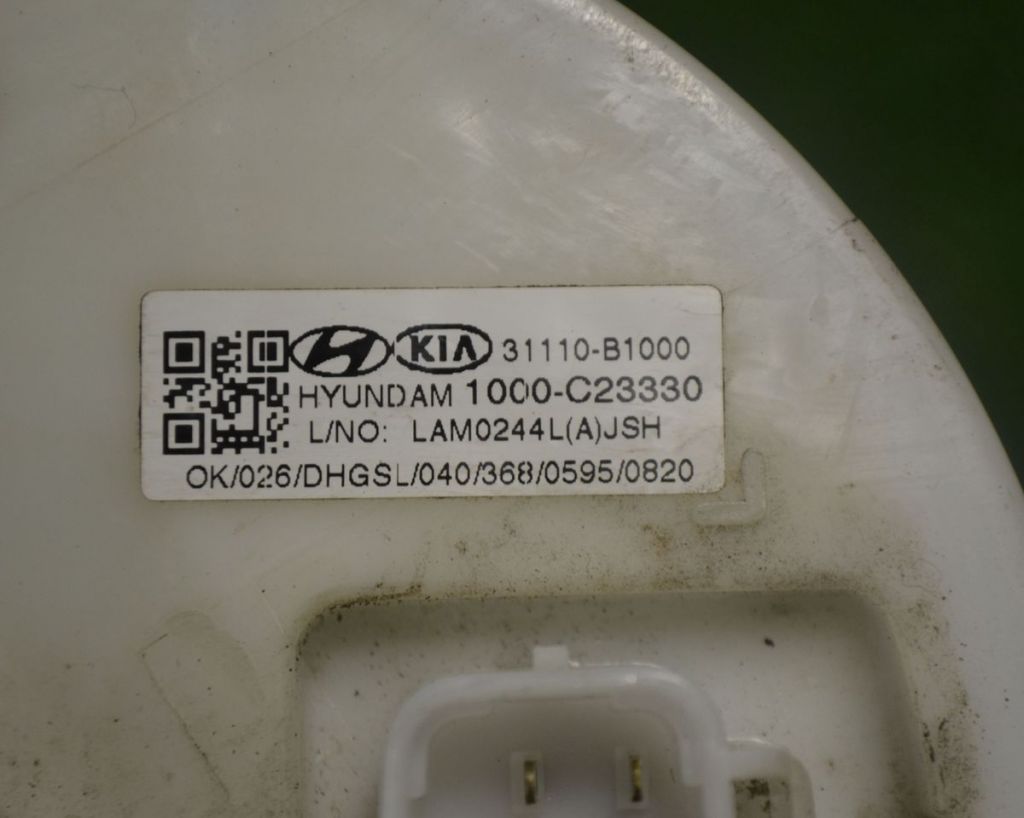 KIA 31110-B1000
HYUNDAM 1000-C23330
L/NO: LAM0244L(A)JSH
OK/026/DHGSL/040/368/0595/0820